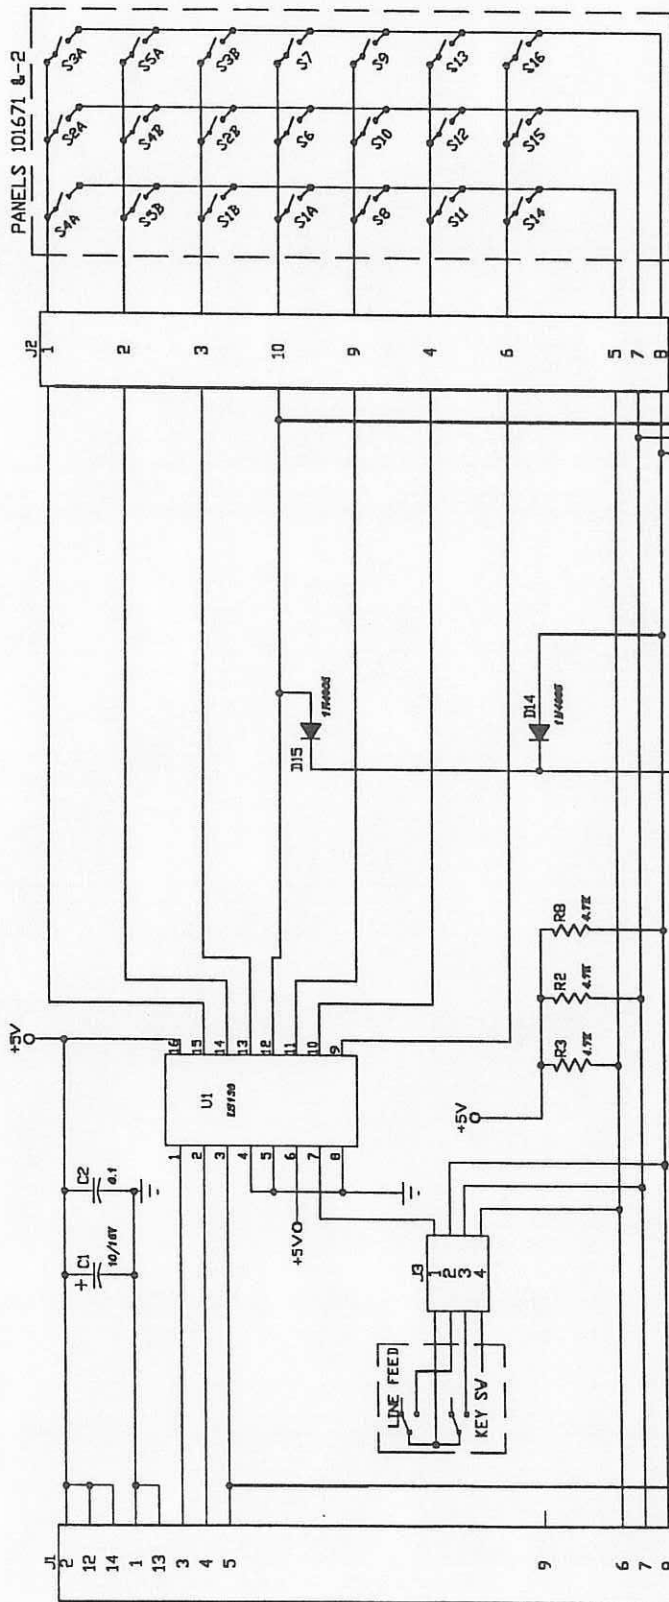 PANELS 101671 &-2
S3A
S5A
S3B
S7
S9
S13
S16
S2A
S4B
S2B
S6
S10
S12
S15
S4A
S5B
S1B
S1A
S8
S11
S14
J2
1
2
3
10
9
4
6
5
7
8
D15
1N4006
D14
1N4006
+5V
16
15
14
13
12
11
10
9
U1
LS138
1
2
3
4
5
6
7
8
C2
0.1
+ C1
10/16V
+5V
+5V
R3
4.7K
R2
4.7K
R8
4.7K
J3
1
2
3
4
LINE FEED
KEY SW
J1
2
12
14
1
13
3
4
5
9
6
7
8